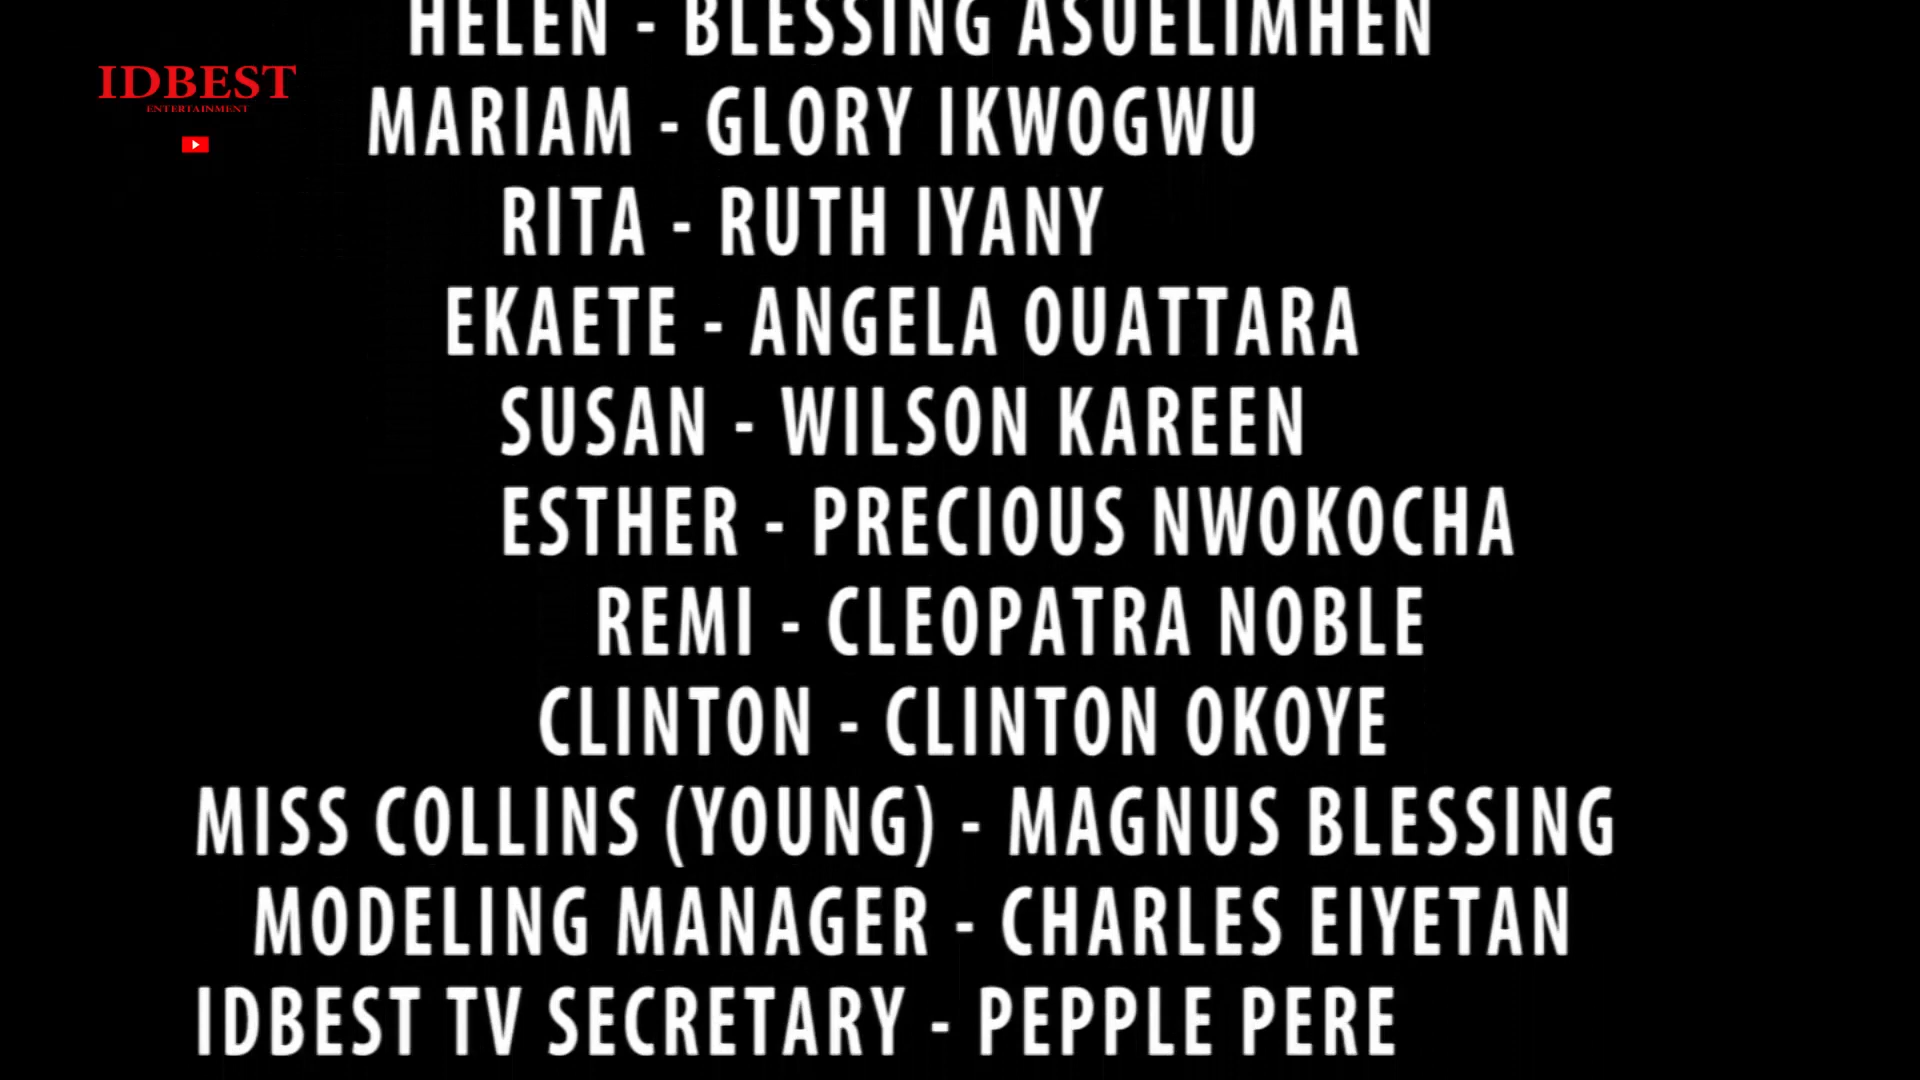 HELEN - BLESSING ASUELIMHEN
IDBEST
ENTERTAINMENT
MARIAM - GLORY IKWOGWU
RITA - RUTH IYANY
EKAETE - ANGELA OUATTARA
SUSAN - WILSON KAREEN
ESTHER - PRECIOUS NWOKOCHA
REMI - CLEOPATRA NOBLE
CLINTON - CLINTON OKOYE
MISS COLLINS (YOUNG) - MAGNUS BLESSING
MODELING MANAGER - CHARLES EIYETAN
IDBEST TV SECRETARY - PEPPLE PERE